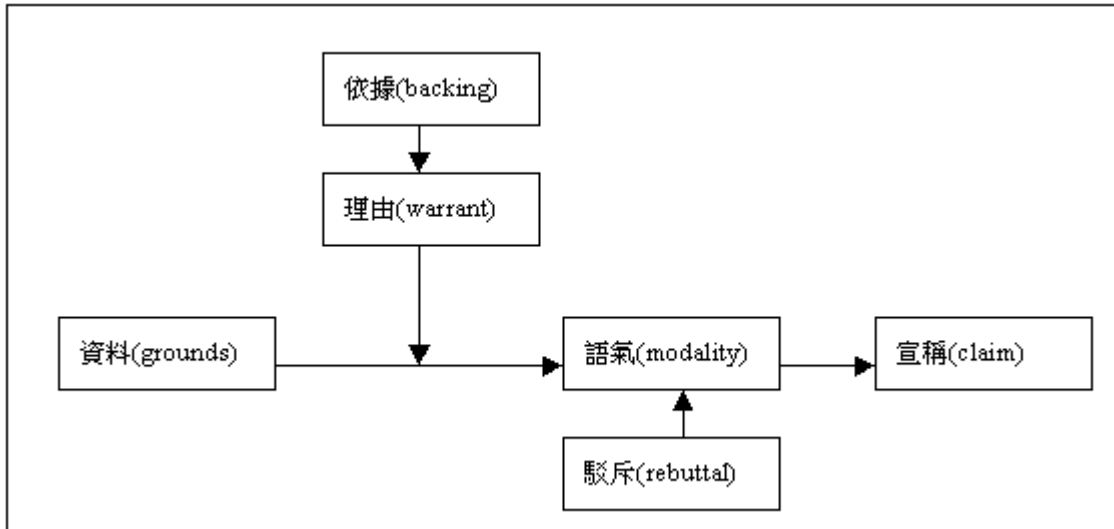 依據(backing)
理由(warrant)
資料(grounds)
語氣(modality)
宣稱(claim)
駁斥(rebuttal)